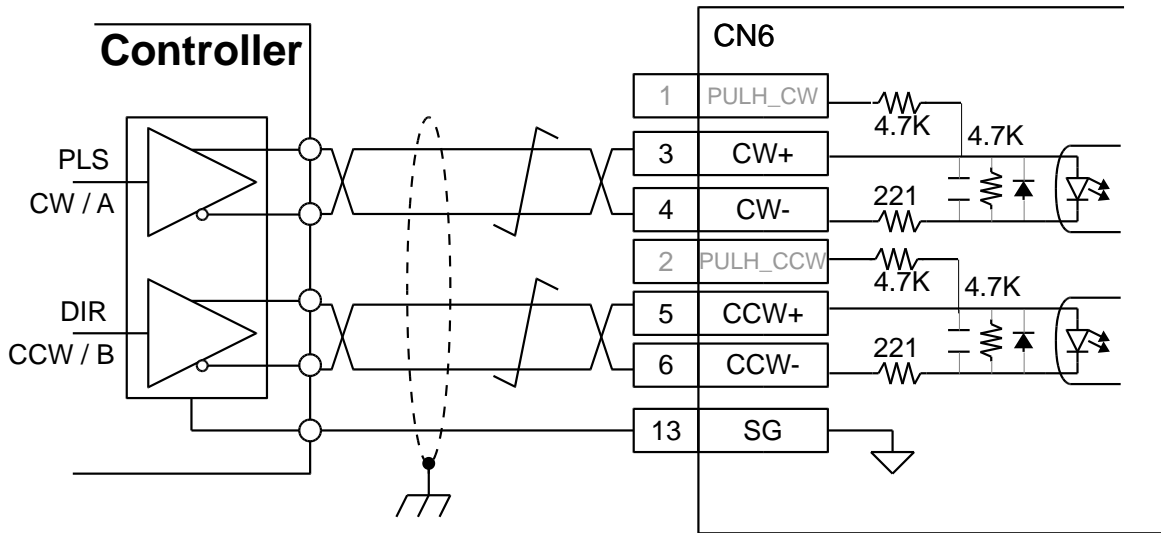 Controller
CN6
1 PULH_CW
4.7K
4.7K
PLS
CW / A
3 CW+
221
4 CW-
2 PULH_CCW
4.7K
4.7K
DIR
CCW / B
5 CCW+
221
6 CCW-
13 SG